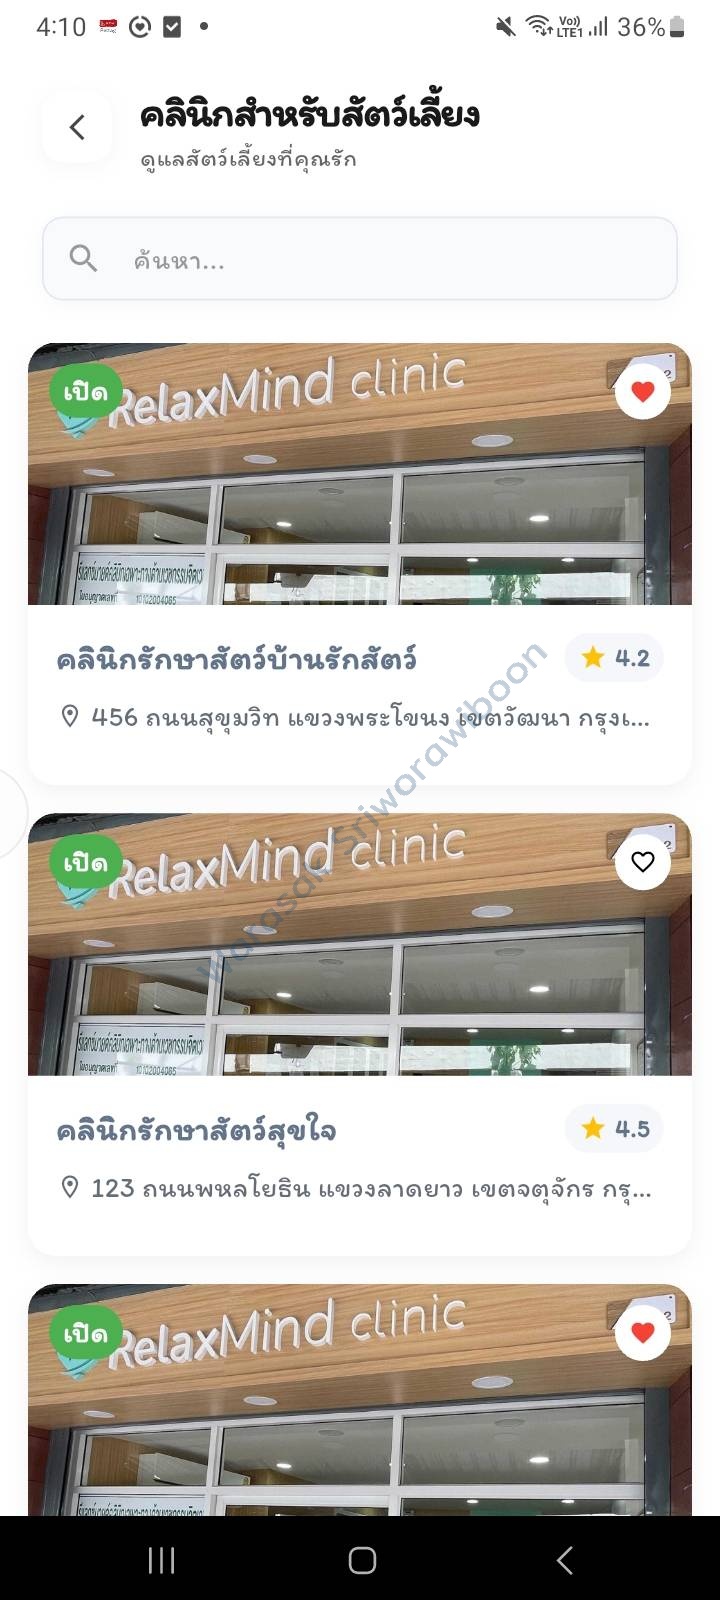 4:10
Vo)) LTE1 36%
คลินิกสำหรับสัตว์เลี้ยง
ดูแลสัตว์เลี้ยงที่คุณรัก
ค้นหา...
เปิด
RelaxMind clinic
2
คลินิกรักษาสัตว์บ้านรักสัตว์
4.2
456 ถนนสุขุมวิท แขวงพระโขนง เขตวัฒนา กรุงเ...
Warasak Sriworawiboon
เปิด
RelaxMind clinic
2
คลินิกรักษาสัตว์สุขใจ
4.5
123 ถนนพหลโยธิน แขวงลาดยาว เขตจตุจักร กรุ...
เปิด
RelaxMind clinic
2